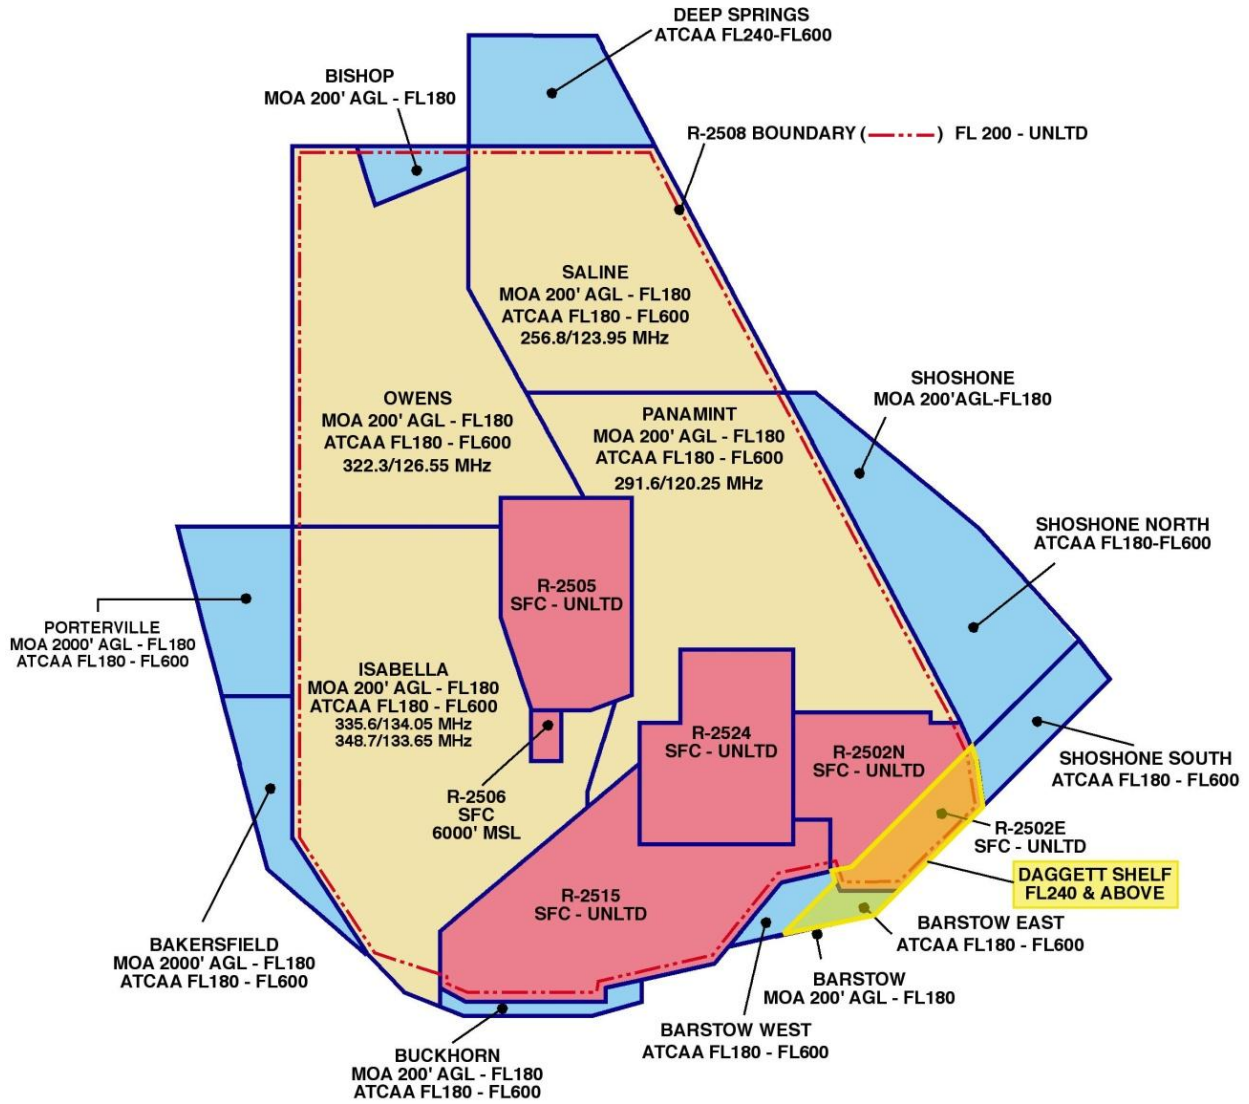 DEEP SPRINGS
ATCAA FL240-FL600
BISHOP
MOA 200' AGL - FL180
R-2508 BOUNDARY (                ) FL 200 - UNLTD
SALINE
MOA 200' AGL - FL180
ATCAA FL180 - FL600
256.8/123.95 MHz
SHOSHONE
MOA 200'AGL-FL180
OWENS
MOA 200' AGL - FL180
ATCAA FL180 - FL600
322.3/126.55 MHz
PANAMINT
MOA 200' AGL - FL180
ATCAA FL180 - FL600
291.6/120.25 MHz
SHOSHONE NORTH
ATCAA FL180-FL600
R-2505
SFC - UNLTD
PORTERVILLE
MOA 2000' AGL - FL180
ATCAA FL180 - FL600
ISABELLA
MOA 200' AGL - FL180
ATCAA FL180 - FL600
335.6/134.05 MHz
348.7/133.65 MHz
R-2524
SFC - UNLTD
R-2502N
SFC - UNLTD
SHOSHONE SOUTH
ATCAA FL180 - FL600
R-2506
SFC
6000' MSL
R-2502E
SFC - UNLTD
DAGGETT SHELF
FL240 & ABOVE
R-2515
SFC - UNLTD
BARSTOW EAST
ATCAA FL180 - FL600
BAKERSFIELD
MOA 2000' AGL - FL180
ATCAA FL180 - FL600
BARSTOW
MOA 200' AGL - FL180
BARSTOW WEST
ATCAA FL180 - FL600
BUCKHORN
MOA 200' AGL - FL180
ATCAA FL180 - FL600